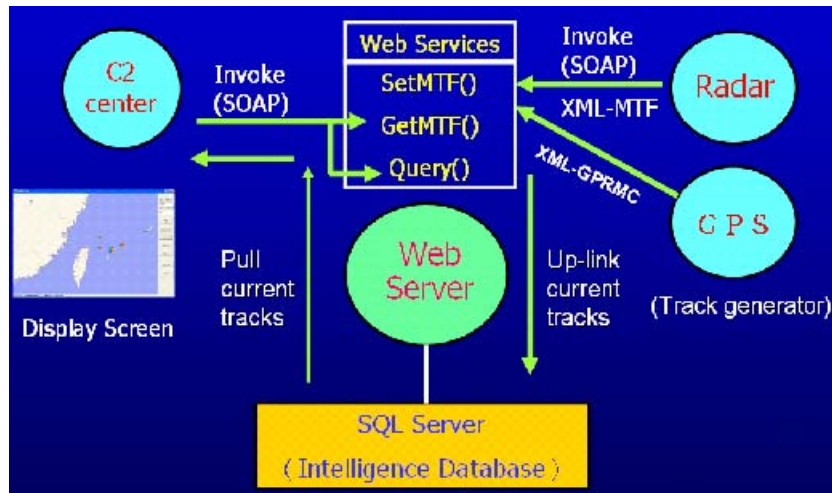 C2
center
Invoke
(SOAP)
Web Services
SetMTF()
GetMTF()
Query()
Invoke
(SOAP)
XML-MTF
Radar
XML-GPRMC
G P S
(Track generator)
Display Screen
Pull
current
tracks
Web
Server
Up-link
current
tracks
SQL Server
( Intelligence Database )